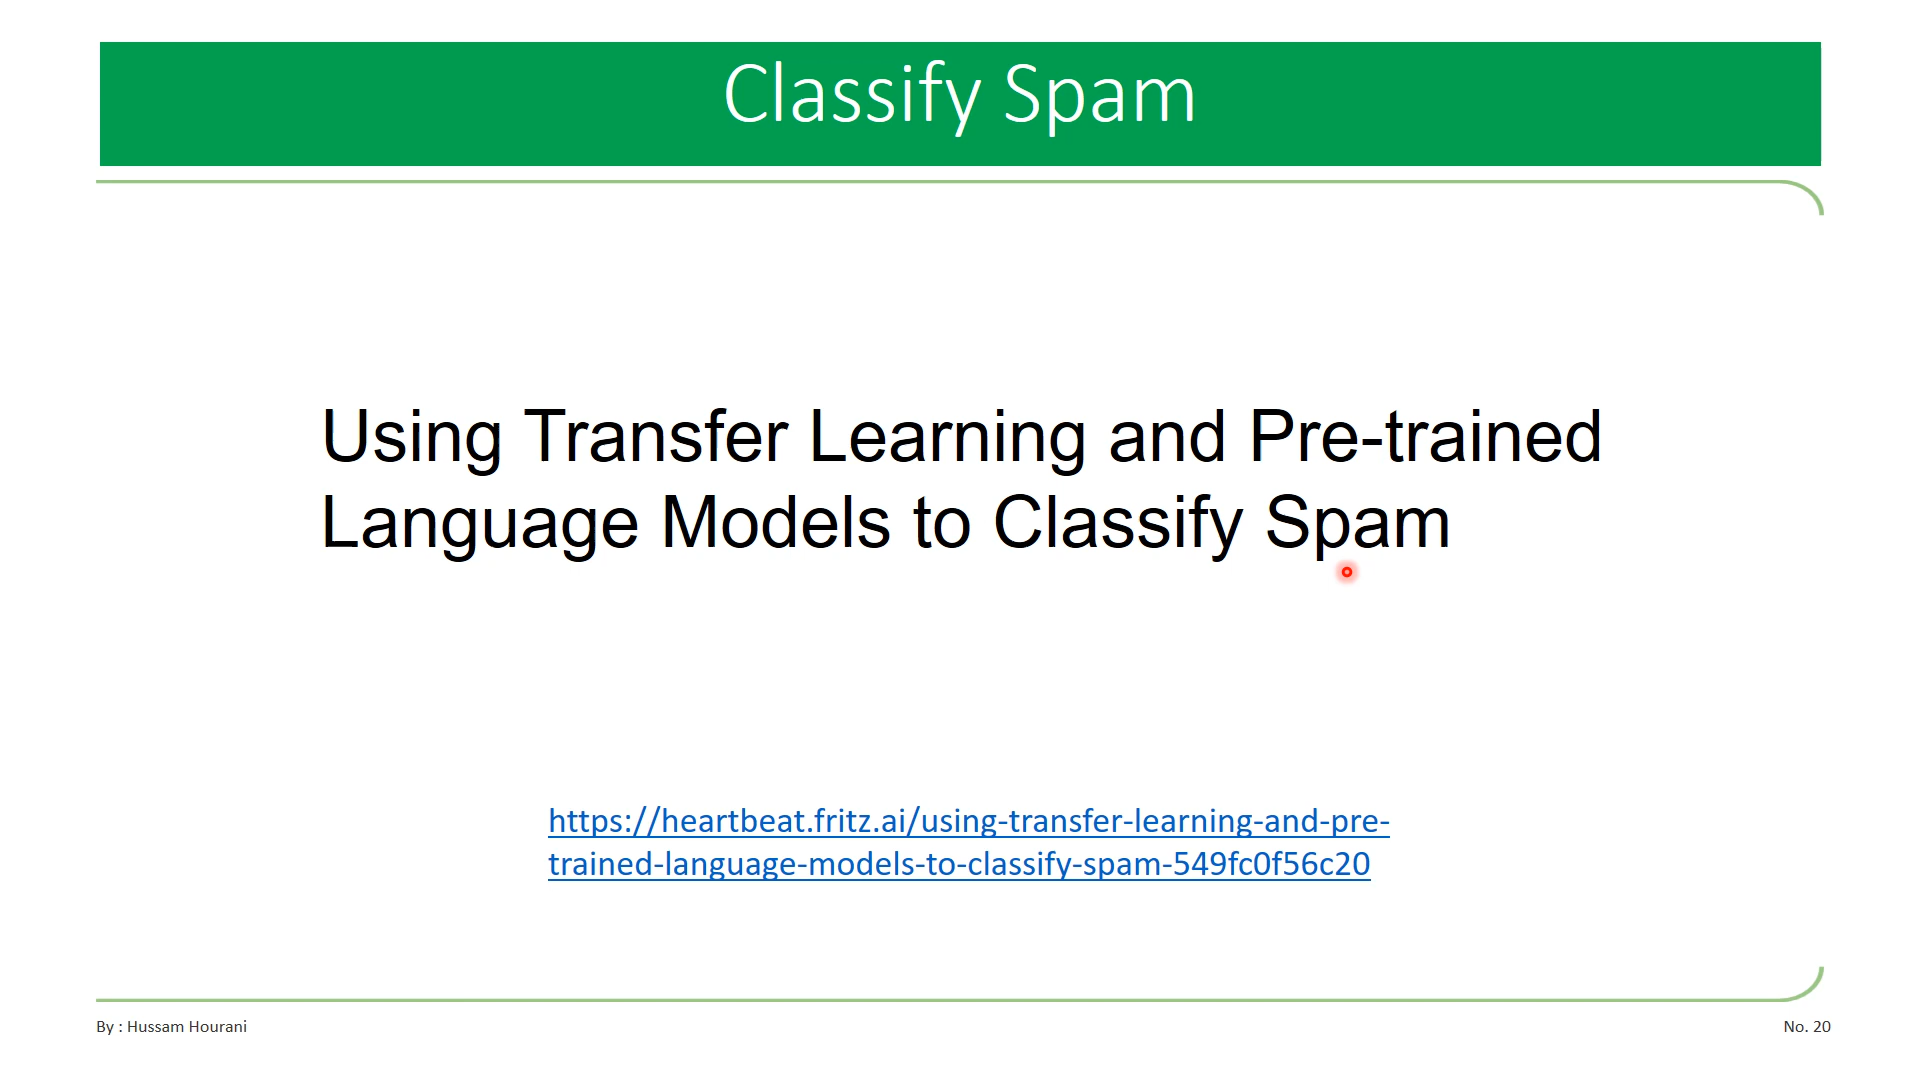 Classify Spam
Using Transfer Learning and Pre-trained
Language Models to Classify Spam
https://heartbeat.fritz.ai/using-transfer-learning-and-pre-
trained-language-models-to-classify-spam-549fc0f56c20
By : Hussam Hourani
No. 20